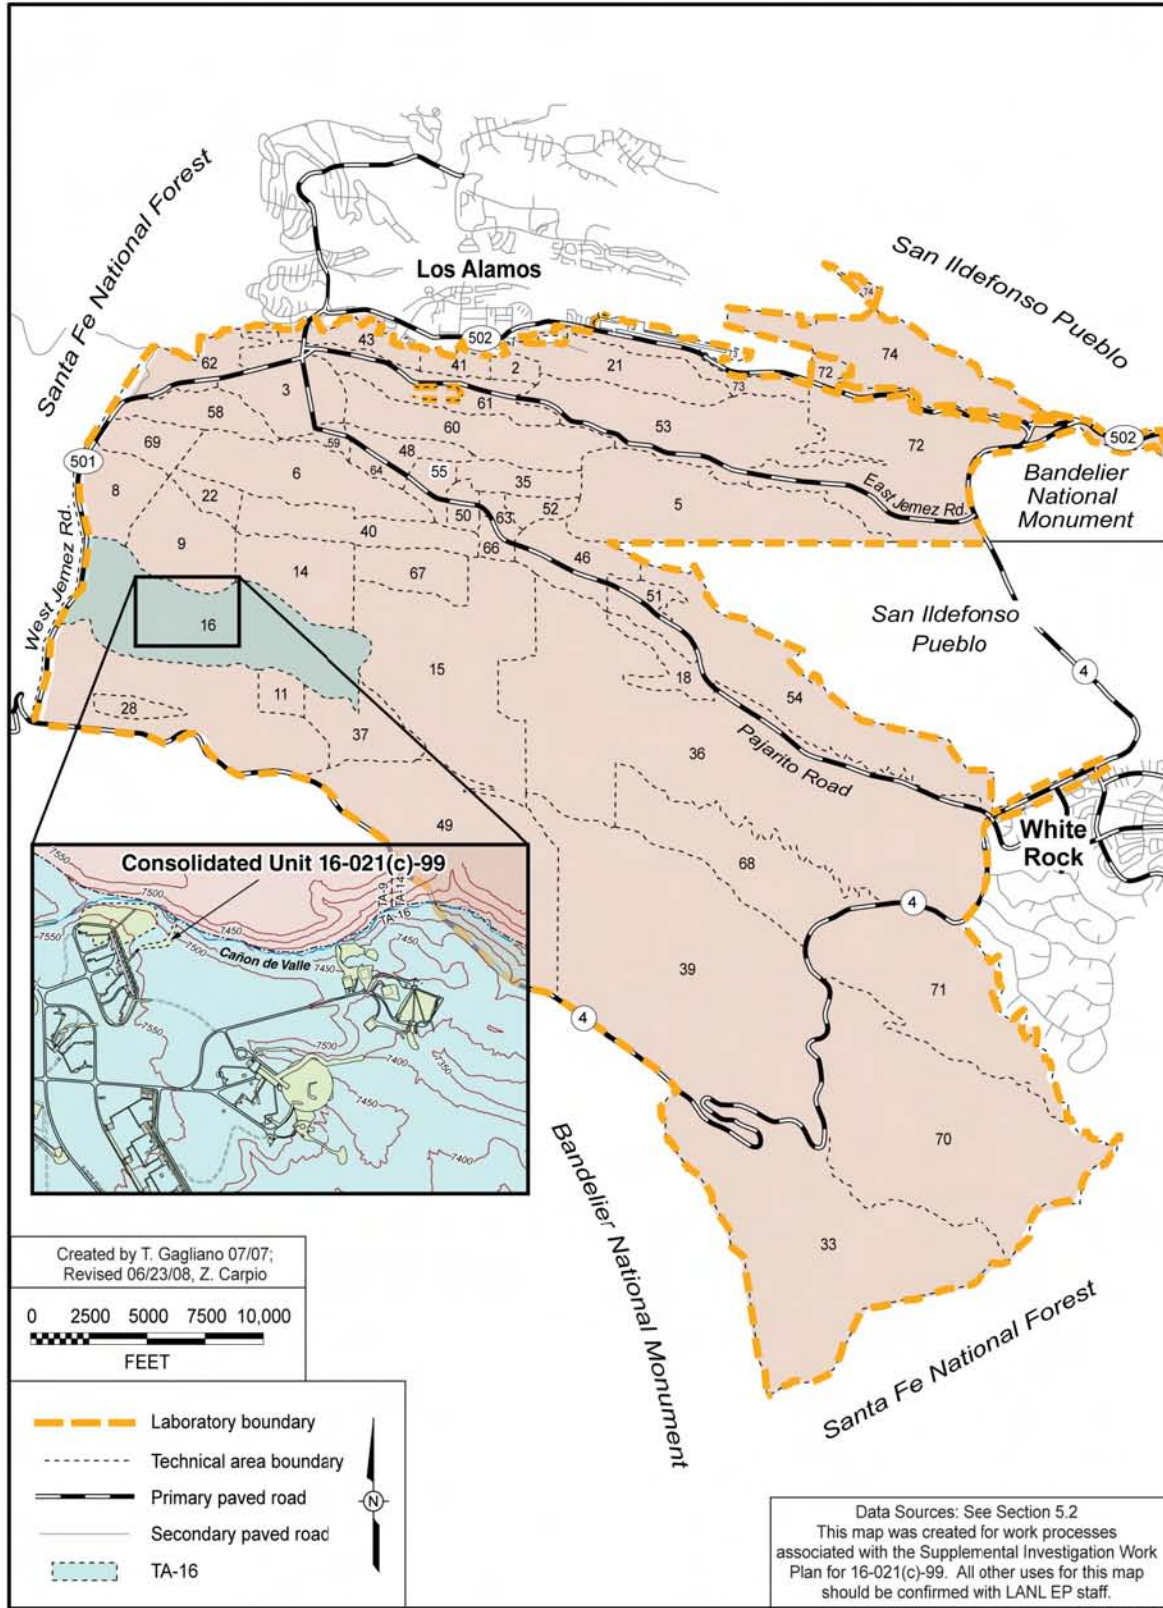 Santa Fe National Forest
Los Alamos
San Ildefonso Pueblo
502
74
74
43
62
41
2
21
73
73
72
3
61
58
60
53
72
502
69
59
48
501
64
55
35
Bandelier
National
Monument
8
22
6
5
East Jemez Rd.
50
63
52
9
40
66
46
14
67
51
West Jemez Rd.
16
San Ildefonso
Pueblo
15
18
4
54
11
28
37
36
Pajarito Road
49
White
Rock
Consolidated Unit 16-021(c)-99
68
4
7550
7500
7450
TA-9
TA-14
TA-16
7550
7500
Cañon de Valle
7450
7450
39
71
7550
4
7500
7400
7350
7450
7400
70
Bandelier National Monument
33
Santa Fe National Forest
Created by T. Gagliano 07/07;
Revised 06/23/08, Z. Carpio
0 2500 5000 7500 10,000
FEET
Laboratory boundary
Technical area boundary
Primary paved road
Secondary paved road
TA-16
N
Data Sources: See Section 5.2
This map was created for work processes
associated with the Supplemental Investigation Work
Plan for 16-021(c)-99. All other uses for this map
should be confirmed with LANL EP staff.